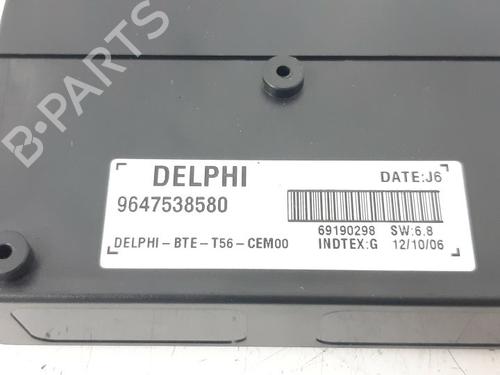 B-PARTS
DELPHI
DATE:J6
9647538580
69190298 SW:6.8
DELPHI-BTE-T56-CEM00
INDTEX:G 12/10/06